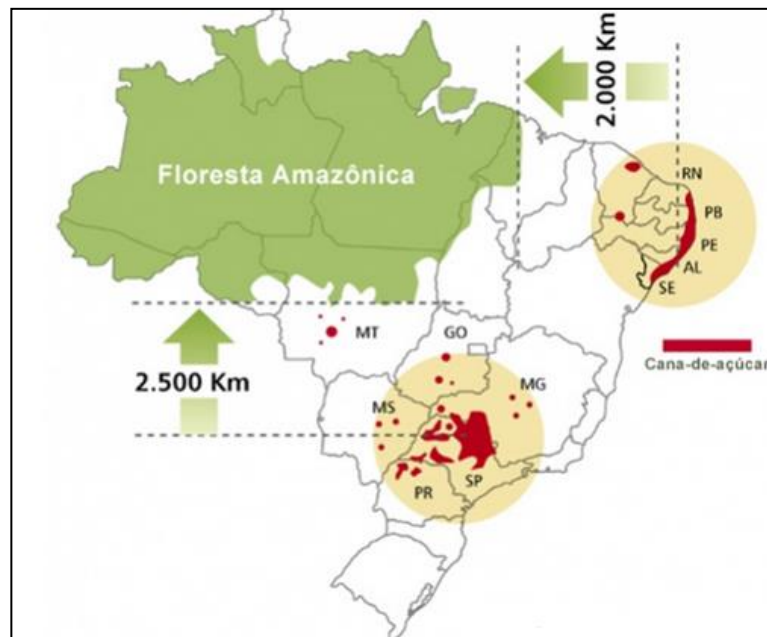 2.000 Km
Floresta Amazônica
RN
PB
PE
AL
SE
Cana-de-açúcar
MT
GO
2.500 Km
MG
MS
SP
PR